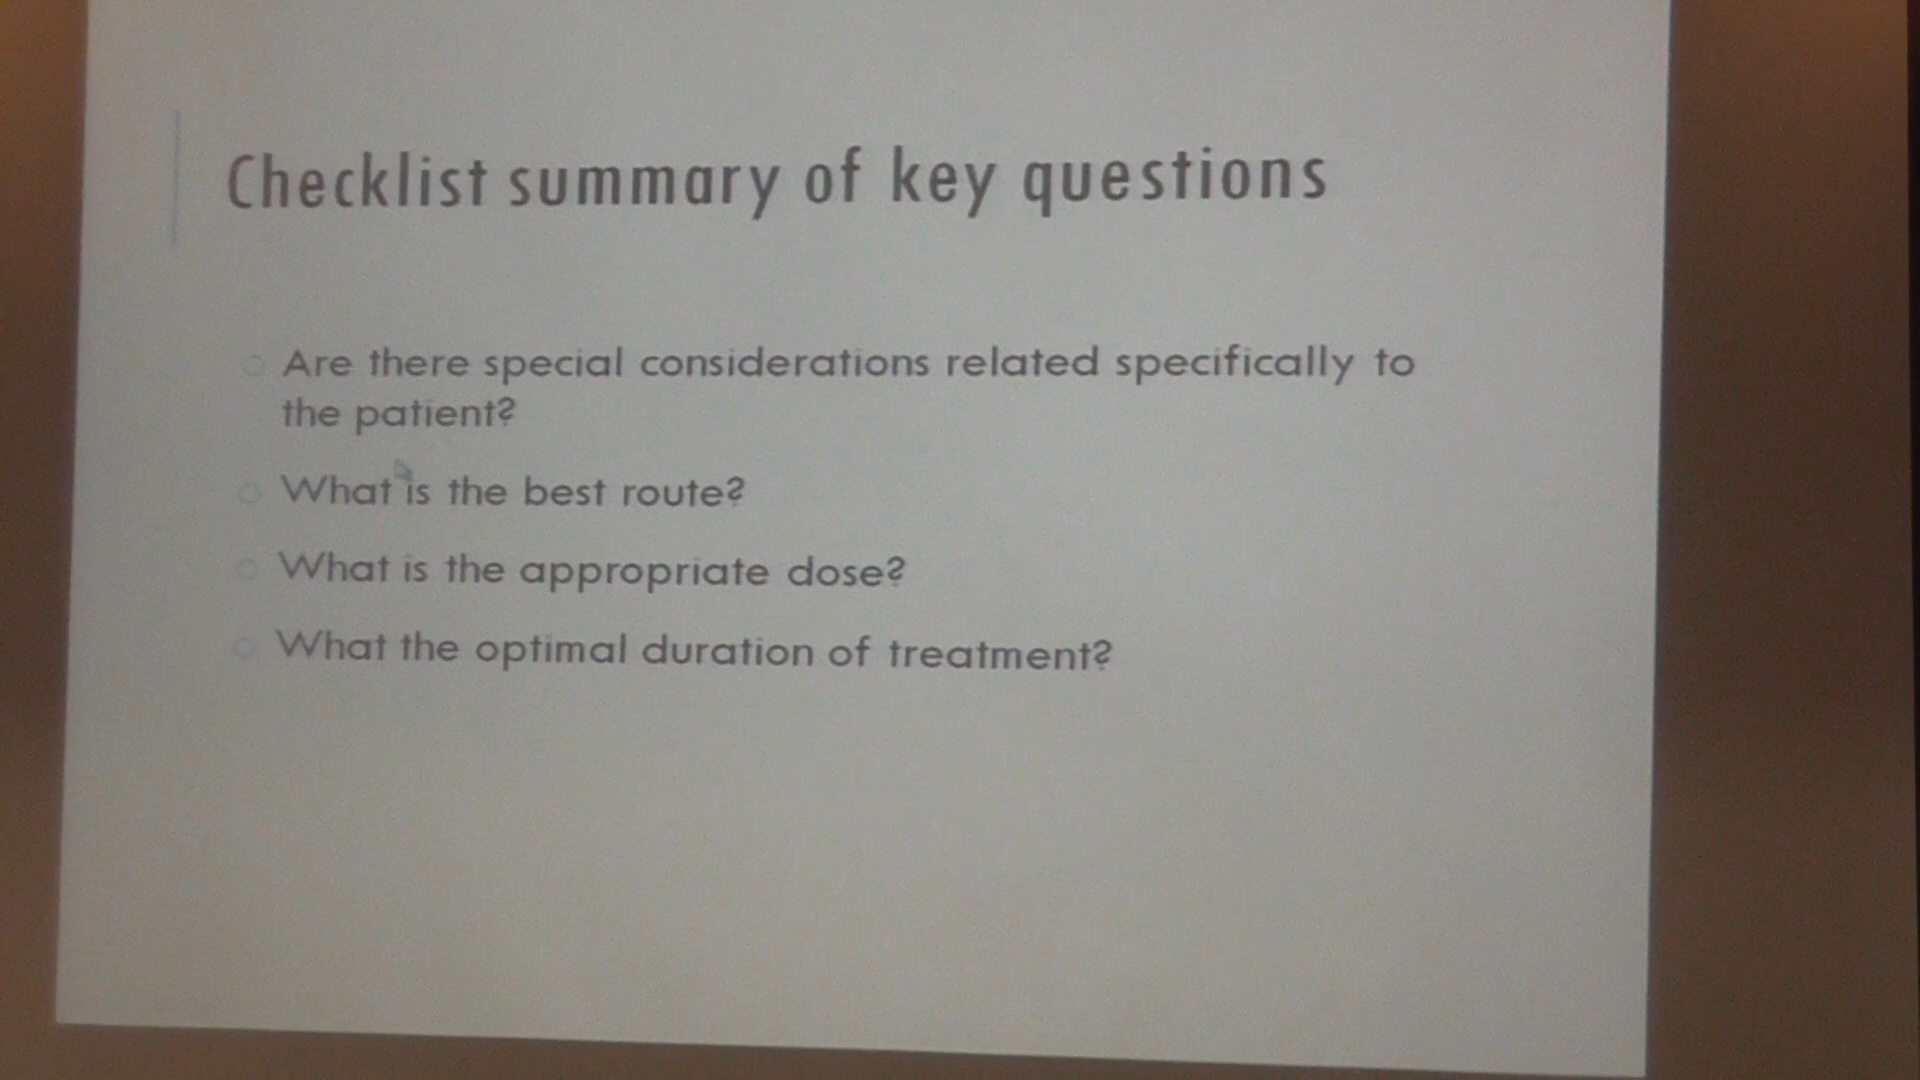 Checklist summary of key questions
Are there special considerations related specifically to
the patient?
What is the best route?
What is the appropriate dose?
What the optimal duration of treatment?